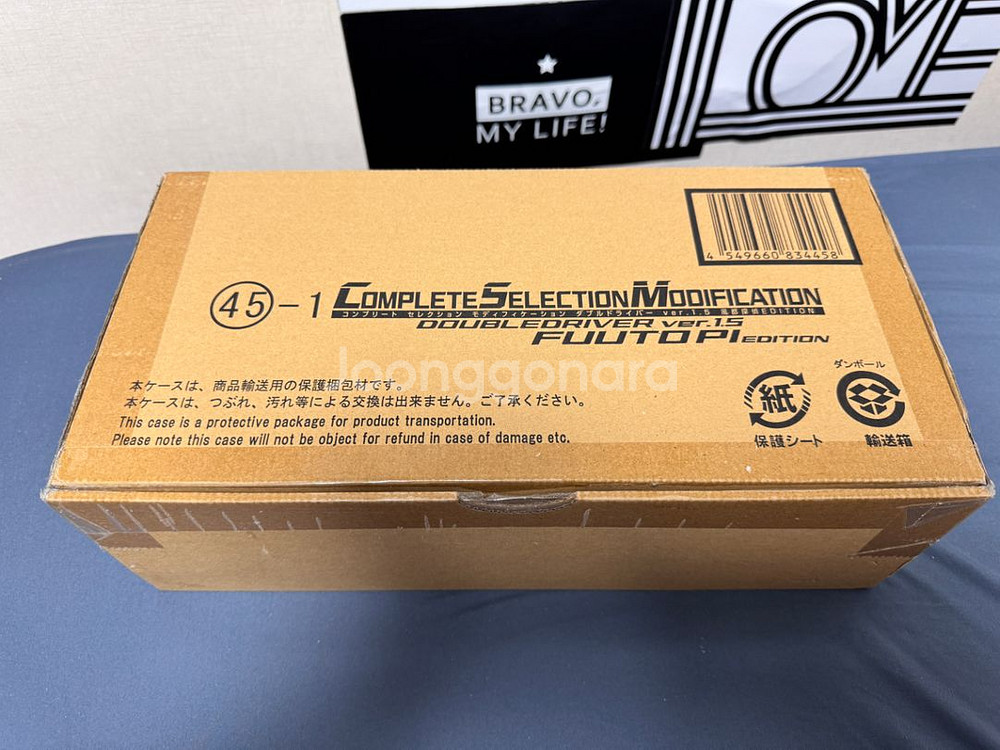 LOVE
BRAVO,
MY LIFE!
4 549660 834458
45-1 COMPLETE SELECTION MODIFICATION
コンプリート セレクション モディフィケーション ダブルドライバー ver.1.5 風都探偵EDITION
DOUBLEDRIVER ver.1.5
FUUTO PI EDITION
loonggonara
本ケースは、商品輸送用の保護梱包材です。
本ケースは、つぶれ、汚れ等による交換は出来ません。ご了承ください。
This case is a protective package for product transportation.
Please note this case will not be object for refund in case of damage etc.
紙
保護シート
ダンボール
輸送箱